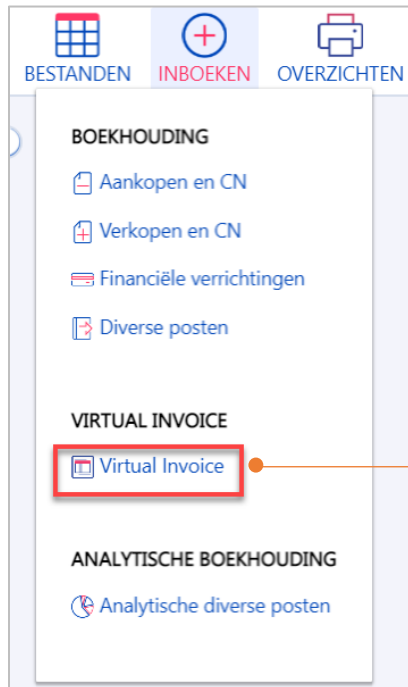 BESTANDEN INBOEKEN OVERZICHTEN
BOEKHOUDING
Aankopen en CN
Verkopen en CN
Financiële verrichtingen
Diverse posten
VIRTUAL INVOICE
Virtual Invoice
ANALYTISCHE BOEKHOUDING
Analytische diverse posten